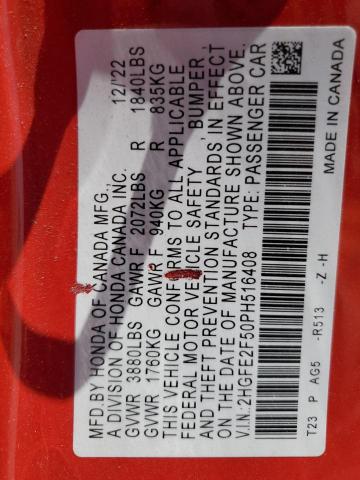 MFD.BY HONDA OF CANADA MFG., 12/'22
A DIVISION OF HONDA CANADA INC.
GVWR 3880LBS GAWR F 2072LBS R 1840LBS
GVWR 1760KG GAWR F 940KG R 835KG
THIS VEHICLE CONFORMS TO ALL APPLICABLE
FEDERAL MOTOR VEHICLE SAFETY, BUMPER,
AND THEFT PREVENTION STANDARDS IN EFFECT
ON THE DATE OF MANUFACTURE SHOWN ABOVE.
V.I.N.:2HGFE2F50PH516408 TYPE: PASSENGER CAR
T23 P AG5 -R513 -Z -H MADE IN CANADA